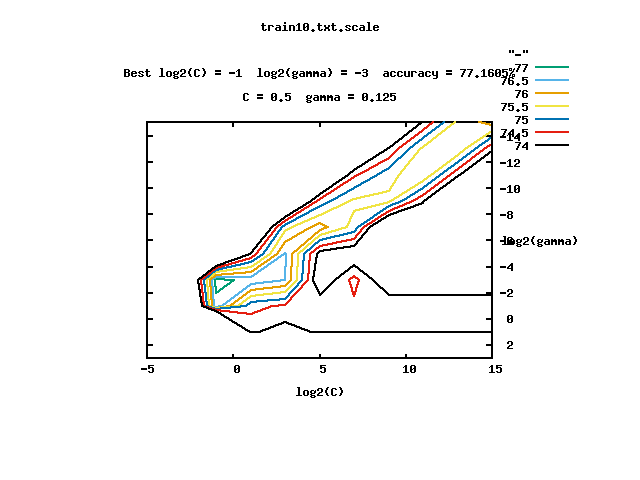 train10.txt.scale
"-"
Best log2(C) = -1  log2(gamma) = -3  accuracy = 77.1605%
77
76.5
C = 0.5  gamma = 0.125
76
75.5
75
74.5
74
-14
-12
-10
-8
-6
log2(gamma)
-4
-2
0
2
-5 0 5 10 15
log2(C)